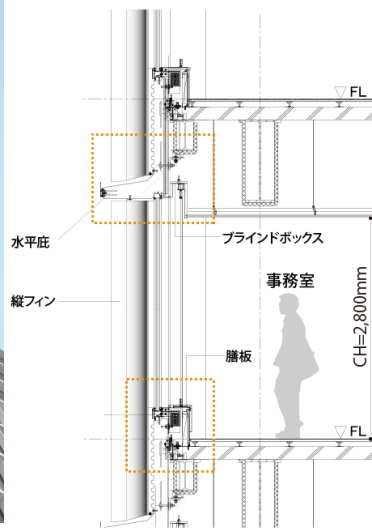 ▽ FL
水平庇
ブラインドボックス
事務室
縦フィン
CH=2,800mm
膳板
▽ FL